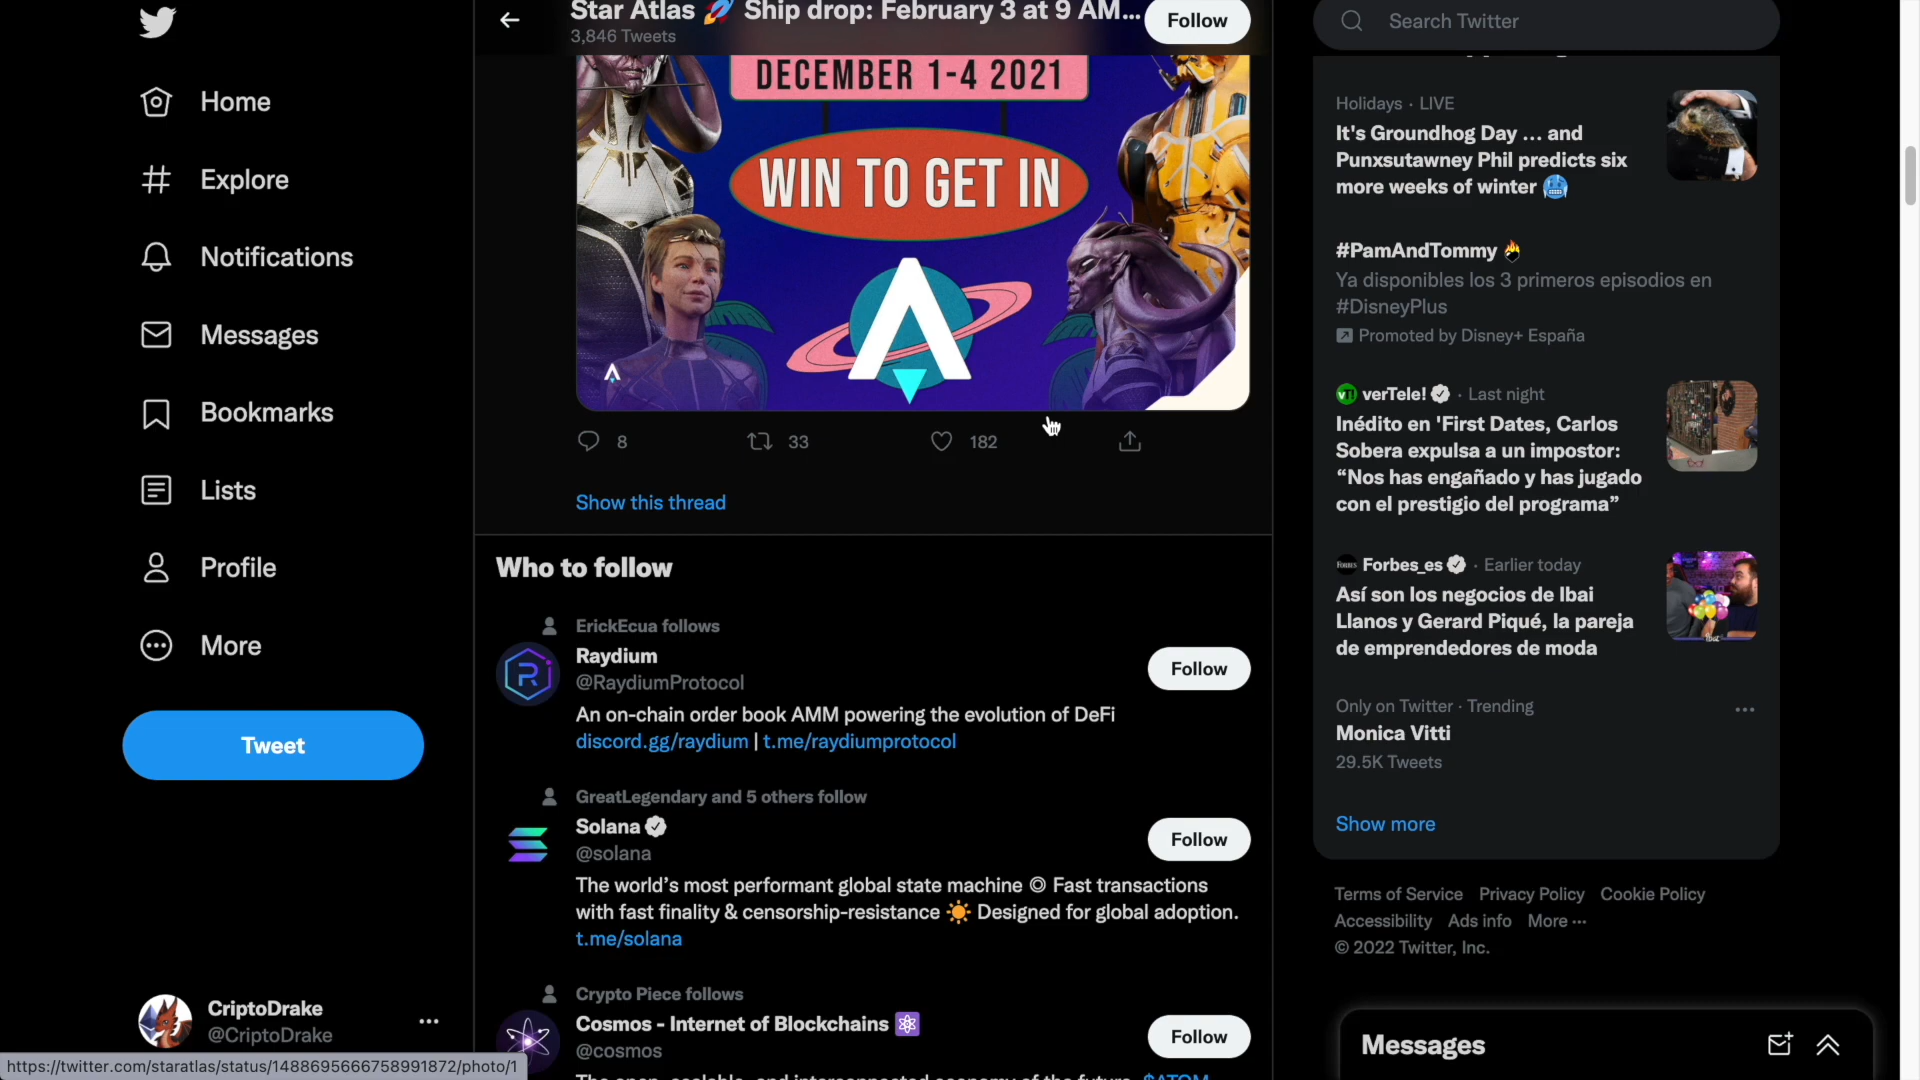 Star Atlas 🚀 Ship drop: February 3 at 9 AM...
3,846 Tweets
Follow
Search Twitter
Home
Explore
Notifications
Messages
Bookmarks
Lists
Profile
More
Tweet
CriptoDrake
@CriptoDrake
https://twitter.com/staratlas/status/1488695666758991872/photo/1
DECEMBER 1-4 2021
WIN TO GET IN
8
33
182
Show this thread
Who to follow
ErickEcua follows
Raydium
@RaydiumProtocol
Follow
An on-chain order book AMM powering the evolution of DeFi
discord.gg/raydium | t.me/raydiumprotocol
GreatLegendary and 5 others follow
Solana
@solana
Follow
The world's most performant global state machine ◎ Fast transactions
with fast finality & censorship-resistance ☀️ Designed for global adoption.
t.me/solana
Crypto Piece follows
Cosmos - Internet of Blockchains ⚛️
@cosmos
Follow
Holidays · LIVE
It's Groundhog Day ... and
Punxsutawney Phil predicts six
more weeks of winter 🥶
#PamAndTommy
Ya disponibles los 3 primeros episodios en
#DisneyPlus
Promoted by Disney+ España
verTele! · Last night
Inédito en 'First Dates, Carlos
Sobera expulsa a un impostor:
“Nos has engañado y has jugado
con el prestigio del programa”
Forbes_es · Earlier today
Así son los negocios de Ibai
Llanos y Gerard Piqué, la pareja
de emprendedores de moda
Only on Twitter · Trending
Monica Vitti
29.5K Tweets
Show more
Terms of Service Privacy Policy Cookie Policy
Accessibility Ads info More ...
© 2022 Twitter, Inc.
Messages